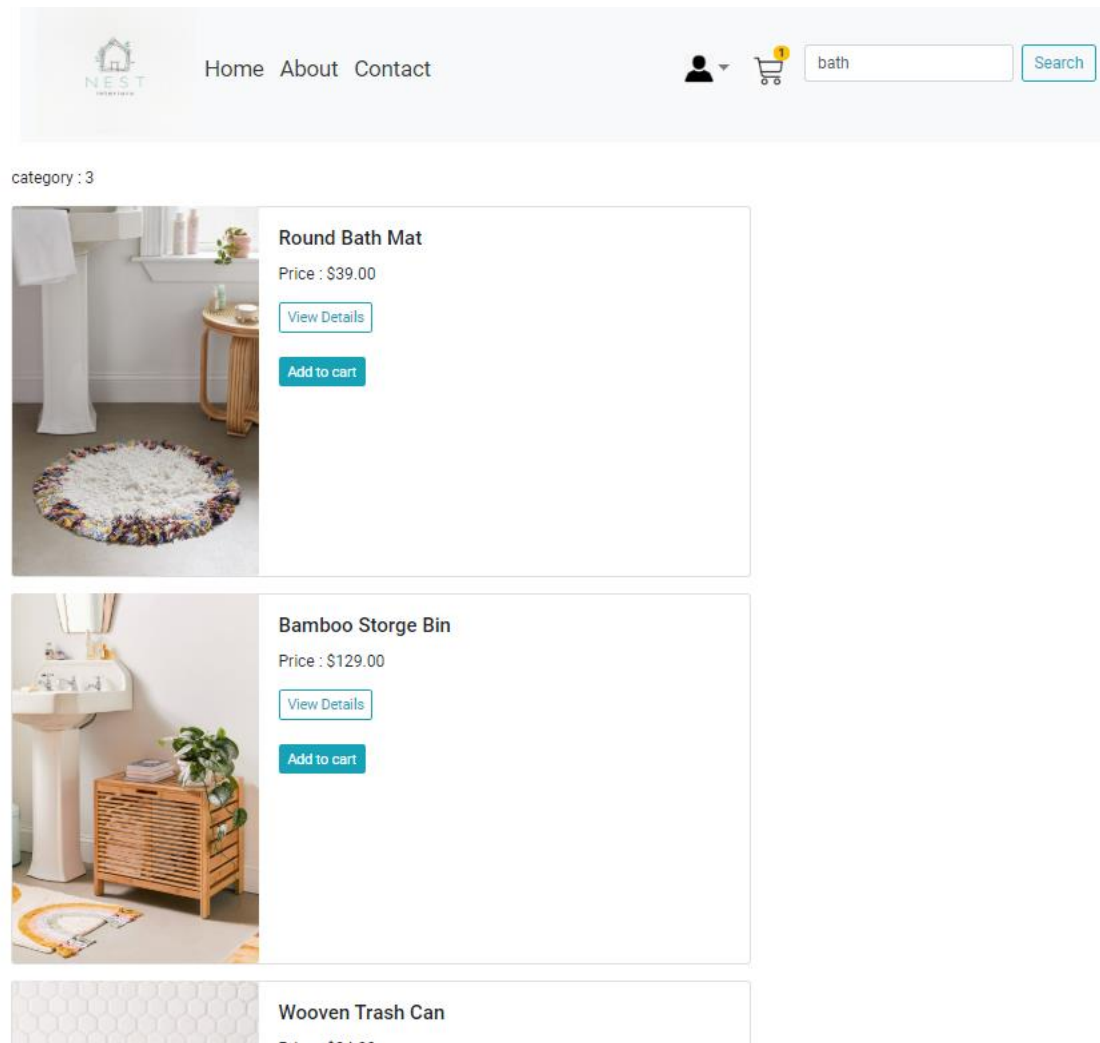 NEST
Home About Contact
1
bath
Search
category : 3
Round Bath Mat
Price : $39.00
View Details
Add to cart
Bamboo Storge Bin
Price : $129.00
View Details
Add to cart
Wooven Trash Can